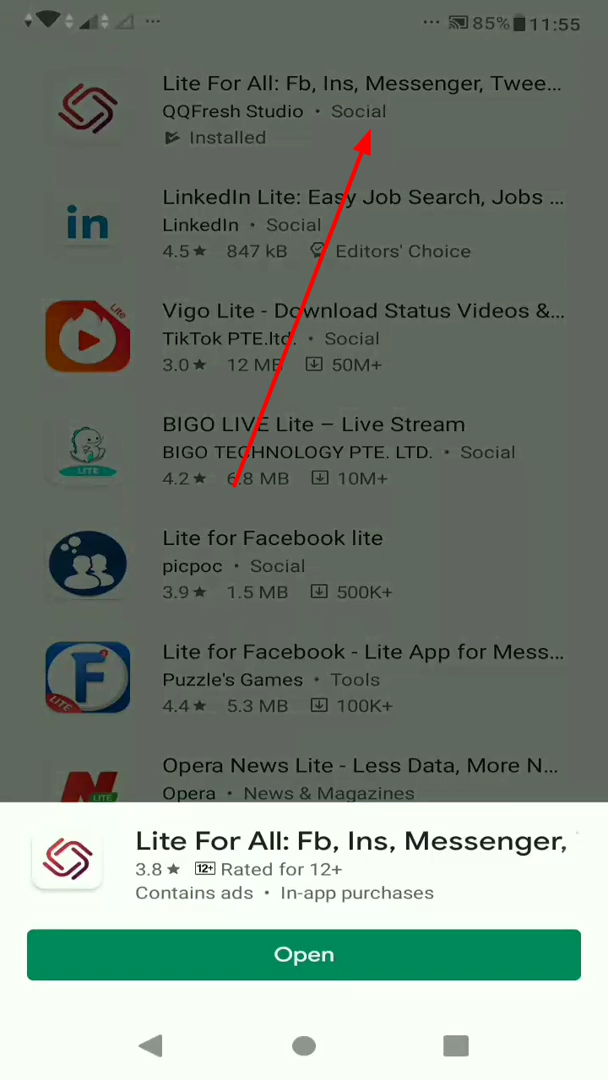 85% 11:55
Lite For All: Fb, Ins, Messenger, Twee...
QQFresh Studio • Social
Installed
LinkedIn Lite: Easy Job Search, Jobs ...
in
LinkedIn • Social
4.5★ 847 kB Editors' Choice
Vigo Lite - Download Status Videos &...
Lite
TikTok PTE.ltd. • Social
3.0★ 12 MB 50M+
BIGO LIVE Lite – Live Stream
LITE
BIGO TECHNOLOGY PTE. LTD. • Social
4.2★ 6.8 MB 10M+
Lite for Facebook lite
picpoc • Social
3.9★ 1.5 MB 500K+
Lite for Facebook - Lite App for Mess...
F
LITE
Puzzle's Games • Tools
4.4★ 5.3 MB 100K+
Opera News Lite - Less Data, More N...
N
LITE
Opera • News & Magazines
Lite For All: Fb, Ins, Messenger,
3.8★ 12+ Rated for 12+
Contains ads • In-app purchases
Open